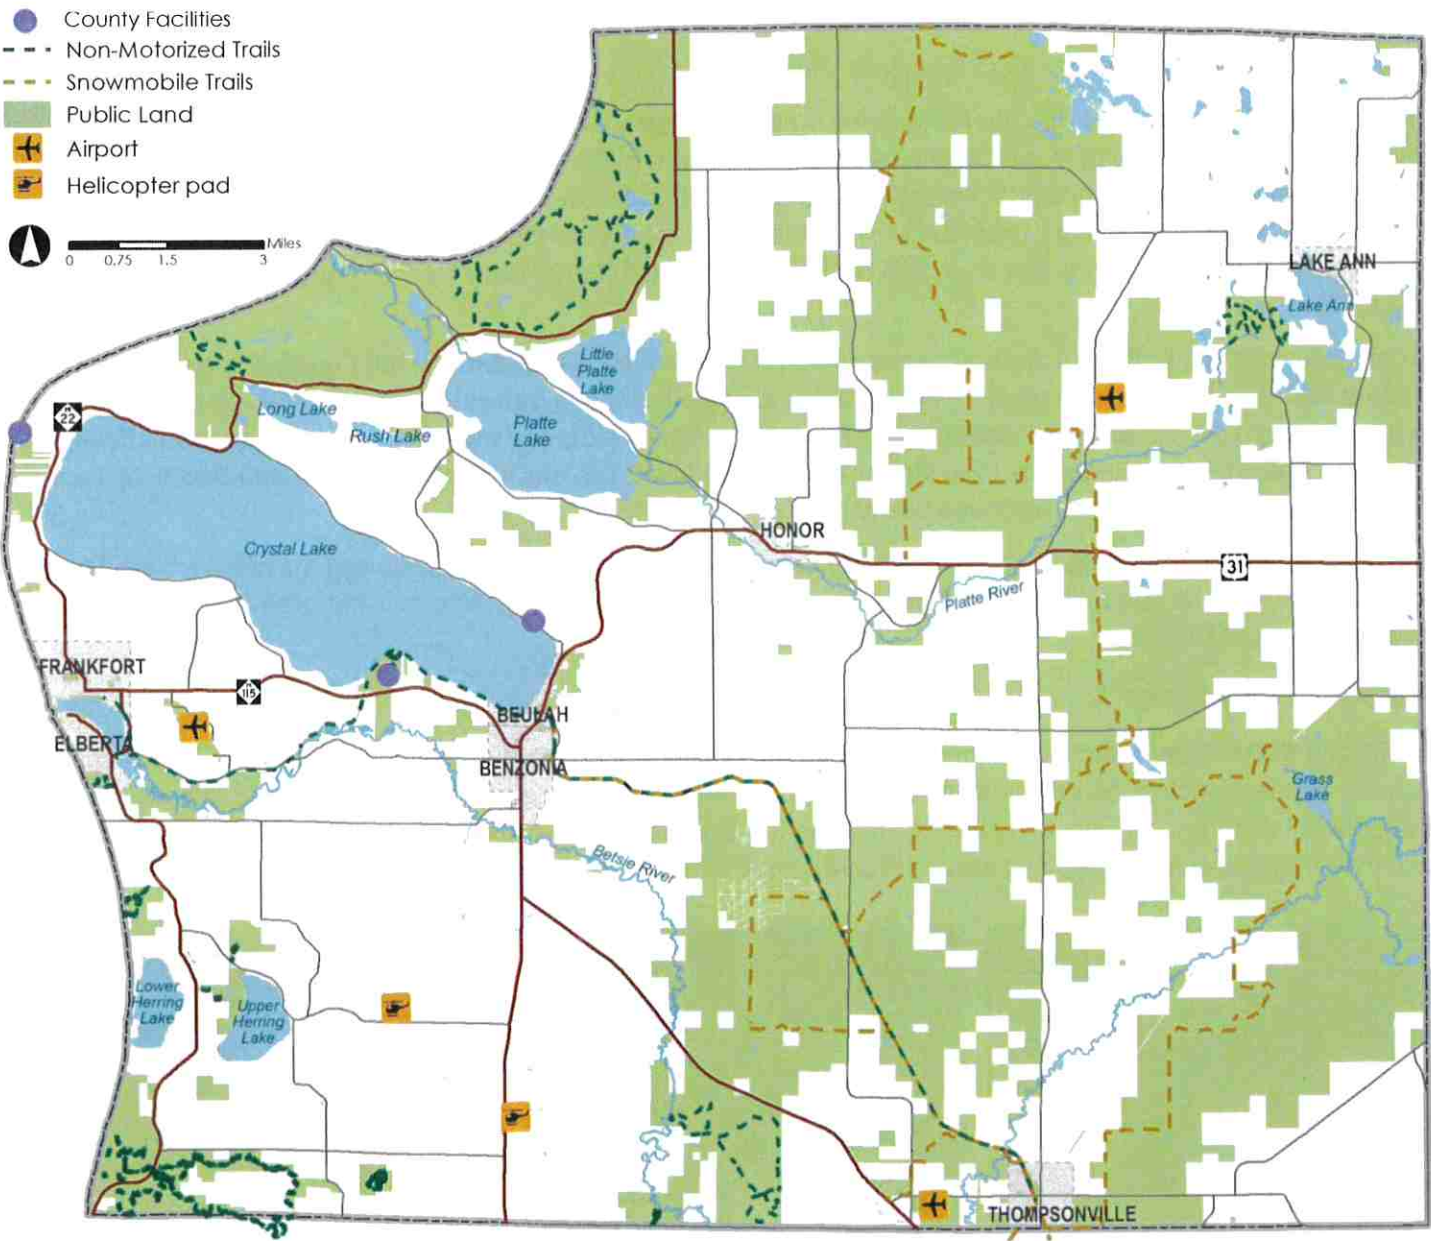 County Facilities
Non-Motorized Trails
Snowmobile Trails
Public Land
Airport
Helicopter pad
Miles
0 0.75 1.5 3
LAKE ANN
Lake Ann
Little
Platte
Lake
M
22
Long Lake
Platte
Lake
Rush Lake
HONOR
Crystal Lake
31
Platte River
FRANKFORT
M
115
BEULAH
ELBERTA
BENZONIA
Grass
Lake
Betsie River
Lower
Herring
Lake
Upper
Herring
Lake
THOMPSONVILLE